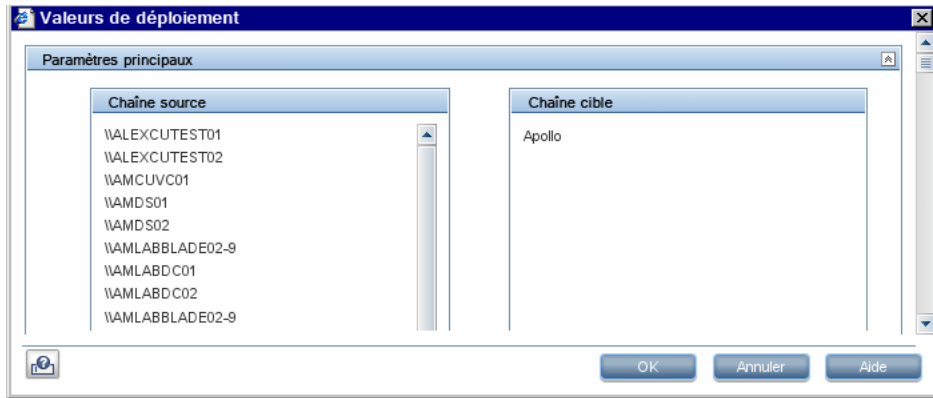 Valeurs de déploiement
Paramètres principaux
Chaîne source
\\ALEXCUTEST01
\\ALEXCUTEST02
\\AMCUVC01
\\AMDS01
\\AMDS02
\\AMLABBLADE02-9
\\AMLABDC01
\\AMLABDC02
\\AMLABBLADE02-9
Chaîne cible
Apollo
OK
Annuler
Aide